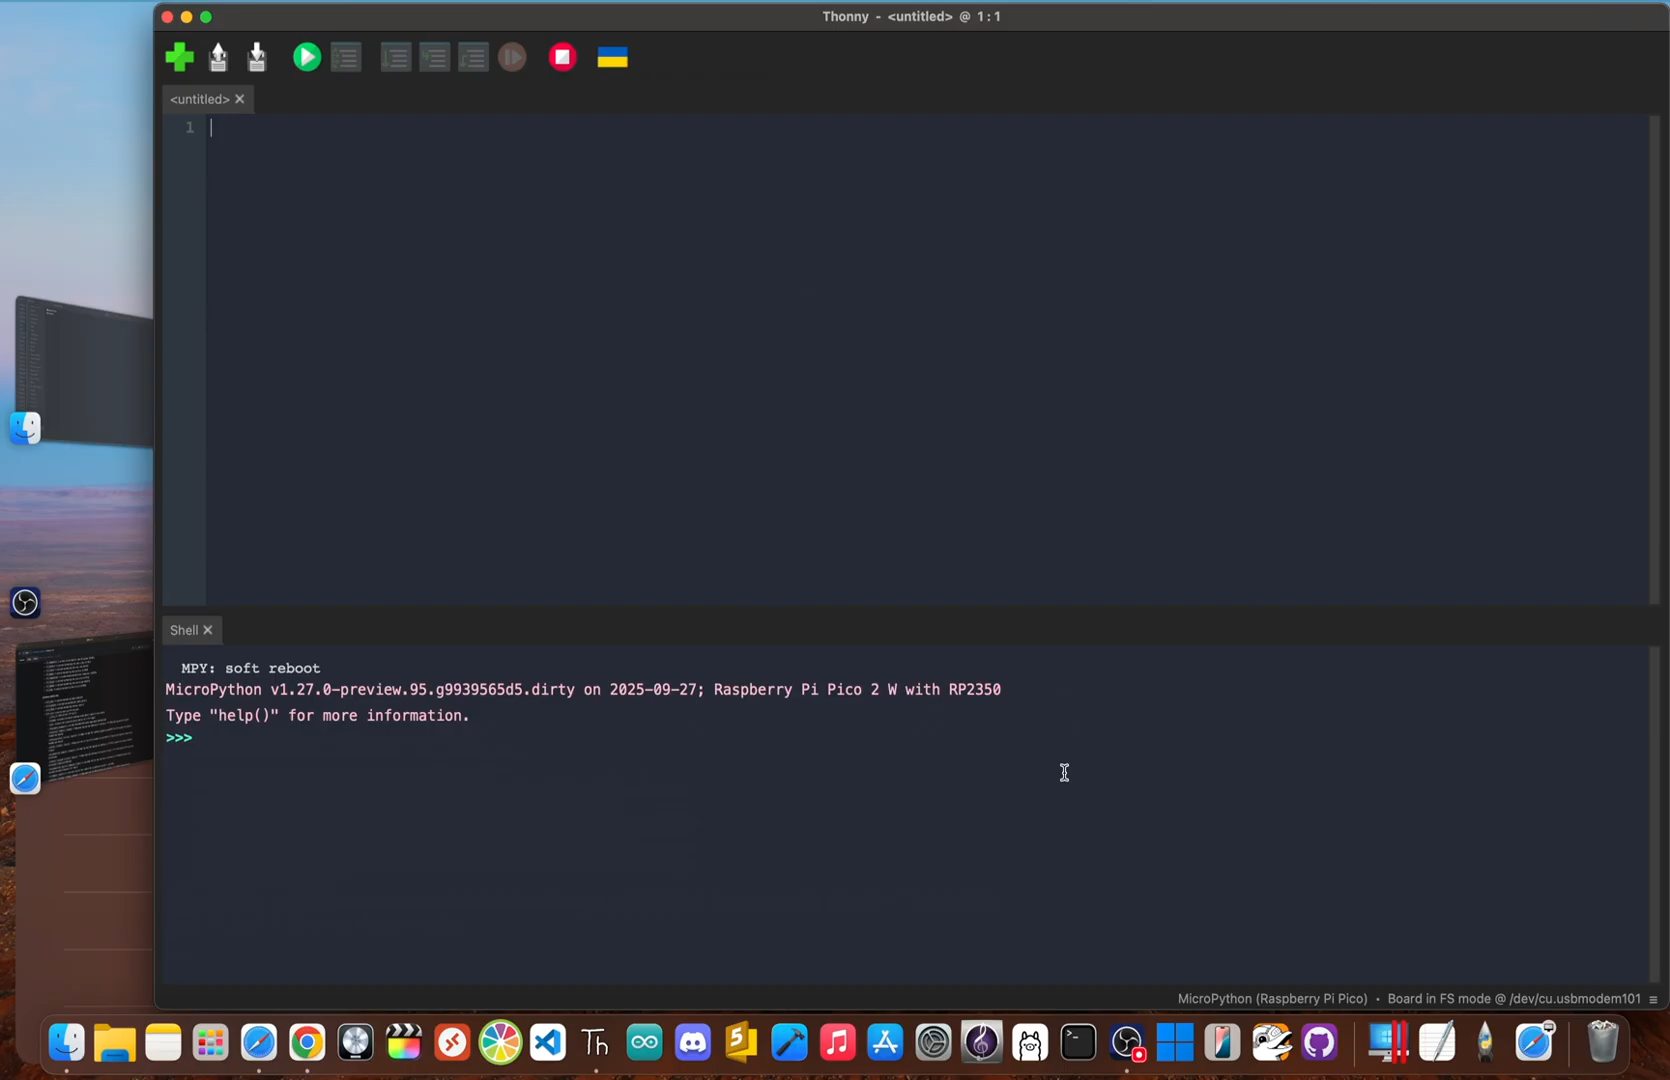 Thonny - <untitled> @ 1:1
<untitled>
1
Shell
MPY: soft reboot
MicroPython v1.27.0-preview.95.g9939565d5.dirty on 2025-09-27; Raspberry Pi Pico 2 W with RP2350
Type "help()" for more information.
>>>
MicroPython (Raspberry Pi Pico) • Board in FS mode @ /dev/cu.usbmodem101 ≡
Th